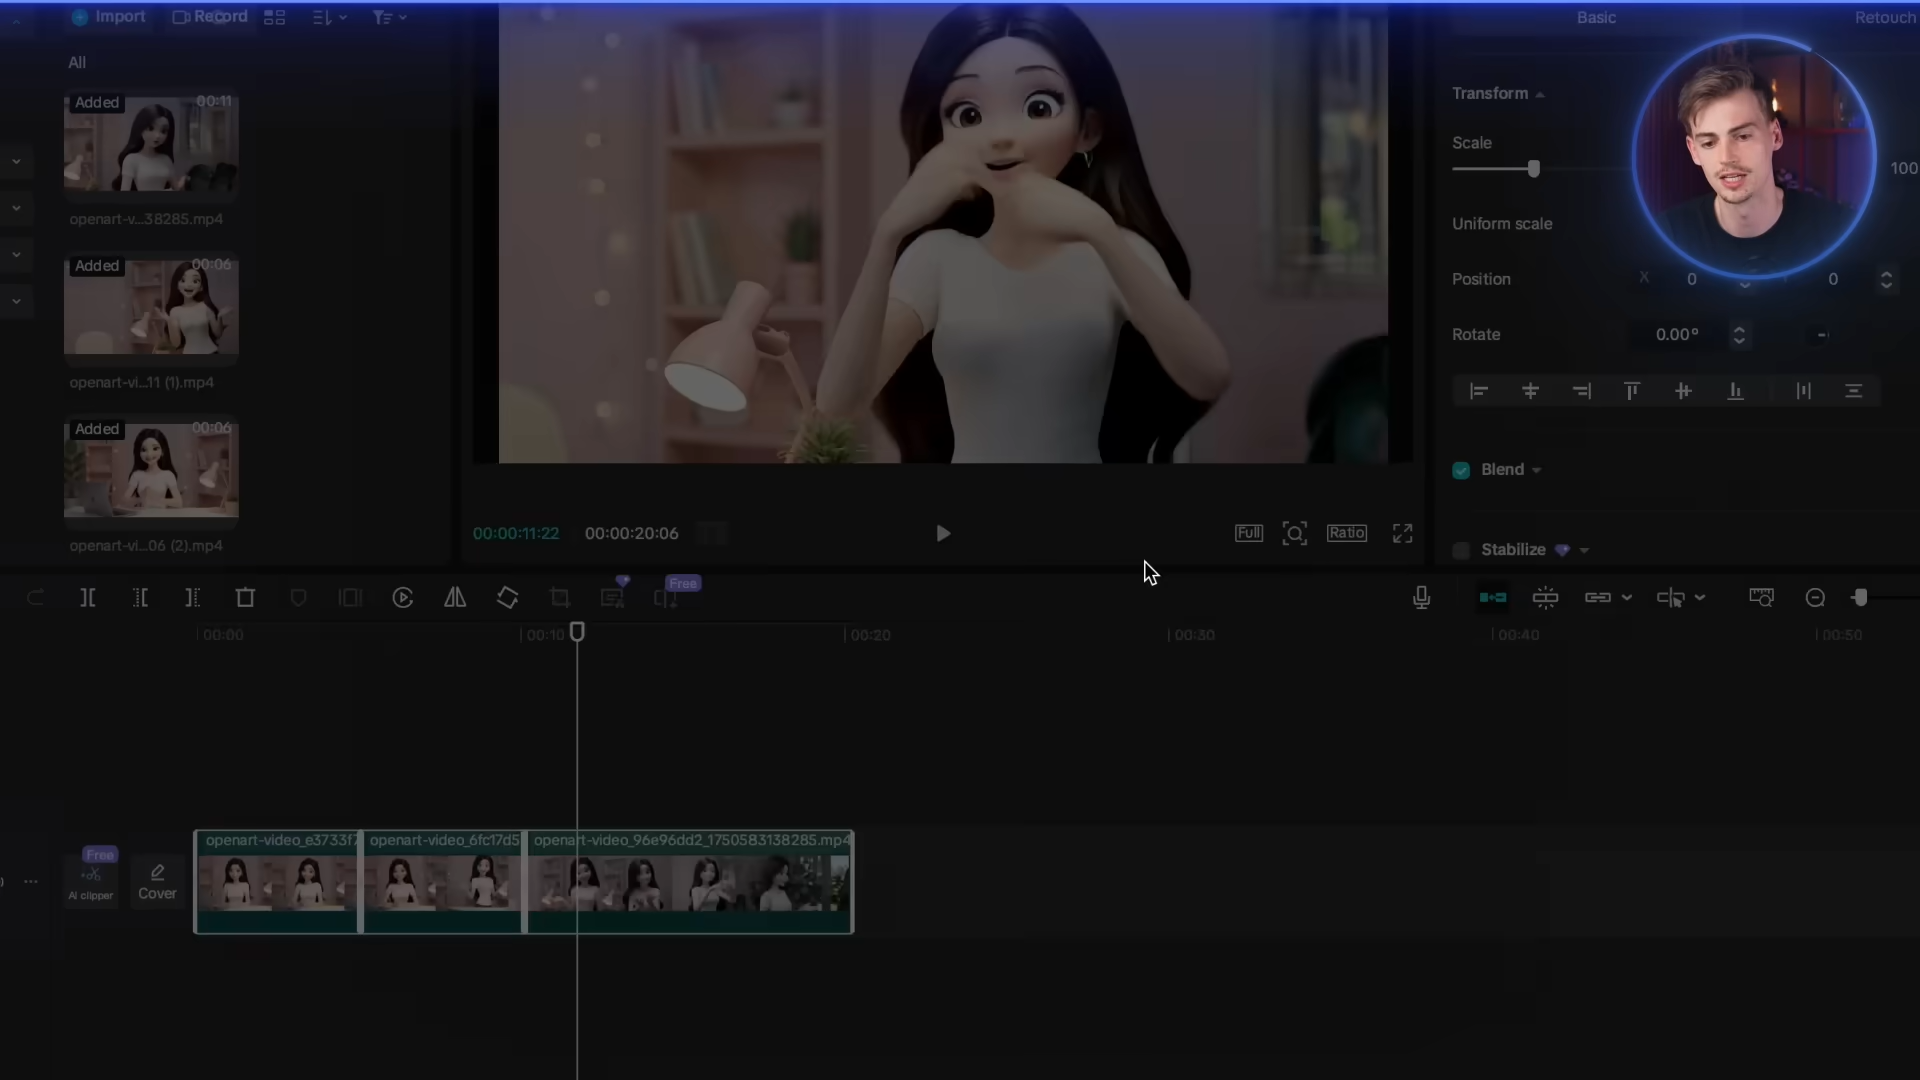 Import
Record
Basic
Retouch
All
Added
00:11
openart-v...38285.mp4
Added
00:06
openart-vi...11 (1).mp4
Added
00:06
openart-vi...06 (2).mp4
Transform
Scale
100
Uniform scale
Position
X
0
0
Rotate
0.00°
Blend
Stabilize
00:00:11:22
00:00:20:06
Full
Ratio
Free
00:00
00:10
00:20
00:30
00:40
00:50
Free
AI clipper
Cover
openart-video_e3733f7
openart-video_6fc17d5
openart-video_96e96dd2_1750583138285.mp4